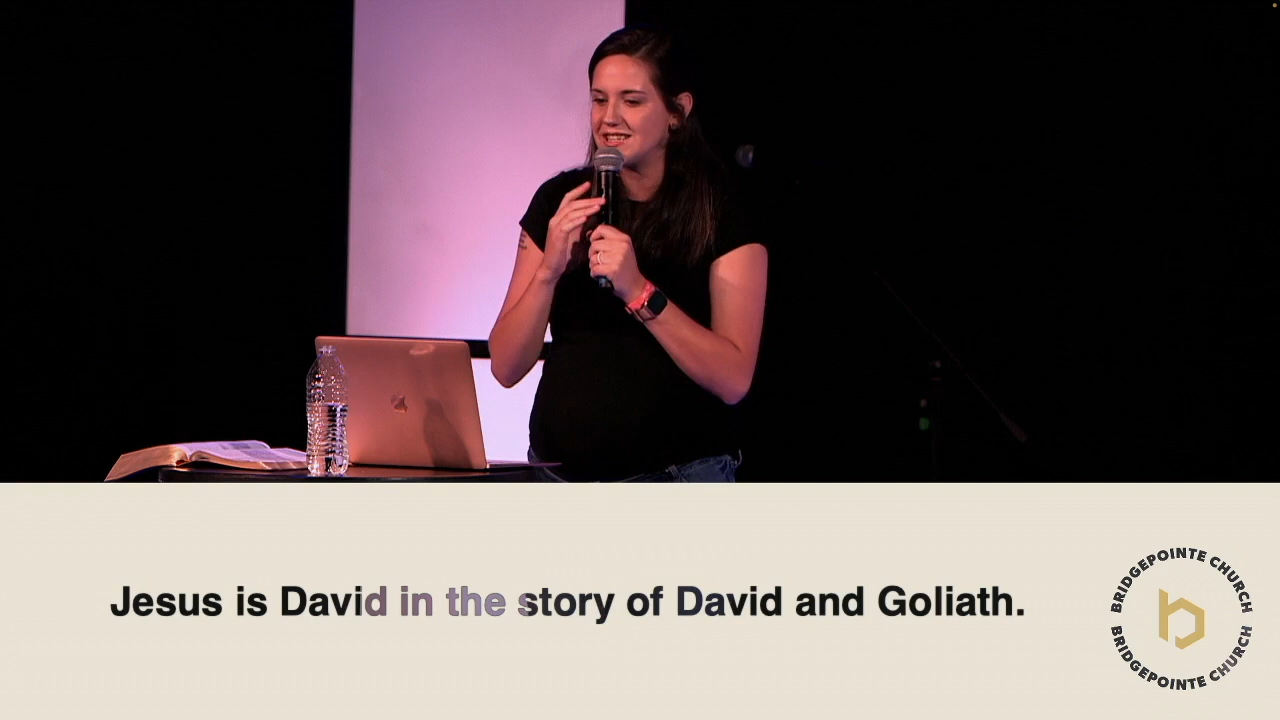 Jesus is David in the story of David and Goliath.
BRIDGEPOINTE CHURCH
BRIDGEPOINTE CHURCH